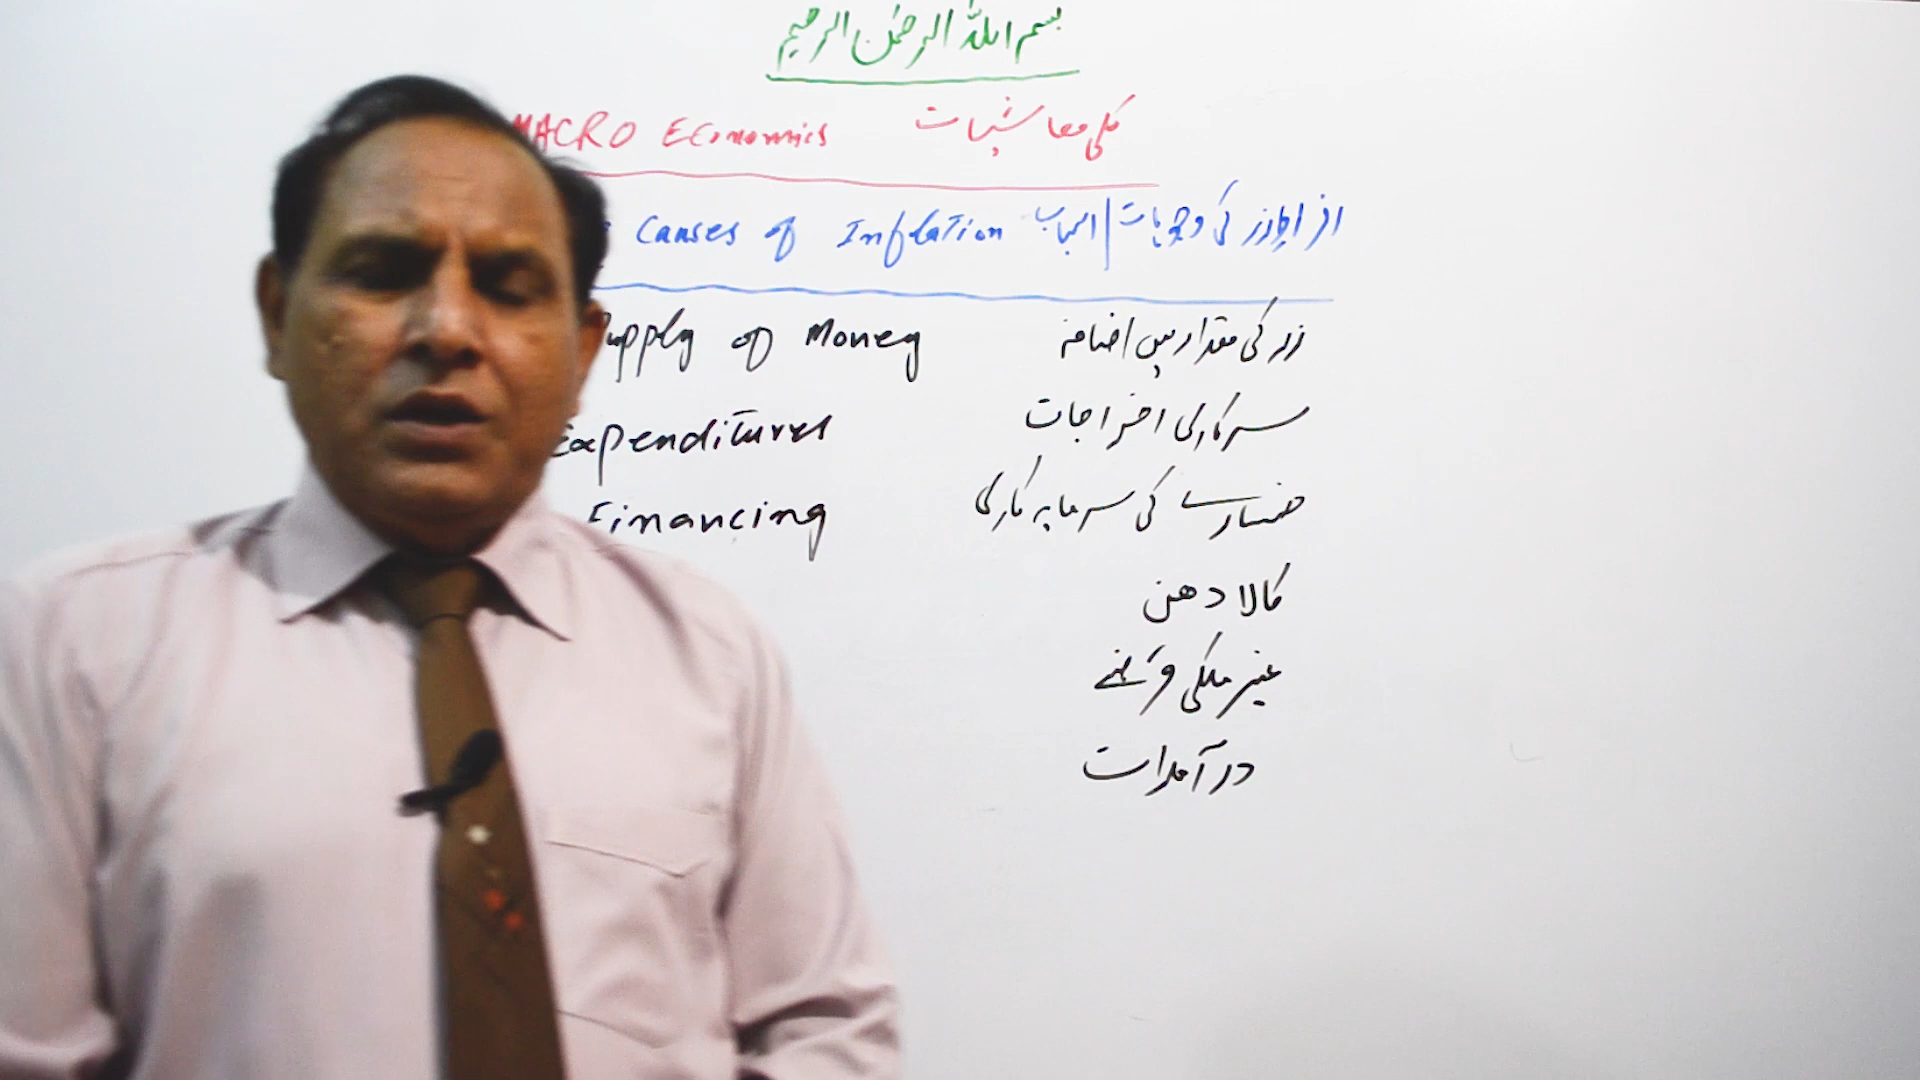 بسم اللہ الرحمٰن الرحیم
MACRO Economics کلی معاشیات
Causes of Inflation افراطِ زر کی وجوہات | اسباب
Supply of Money زر کی مقدار میں اضافہ
Expenditures سرکاری اخراجات
Financing خسارے کی سرمایہ کاری
کالا دھن
غیر ملکی قرضے
درآمدات